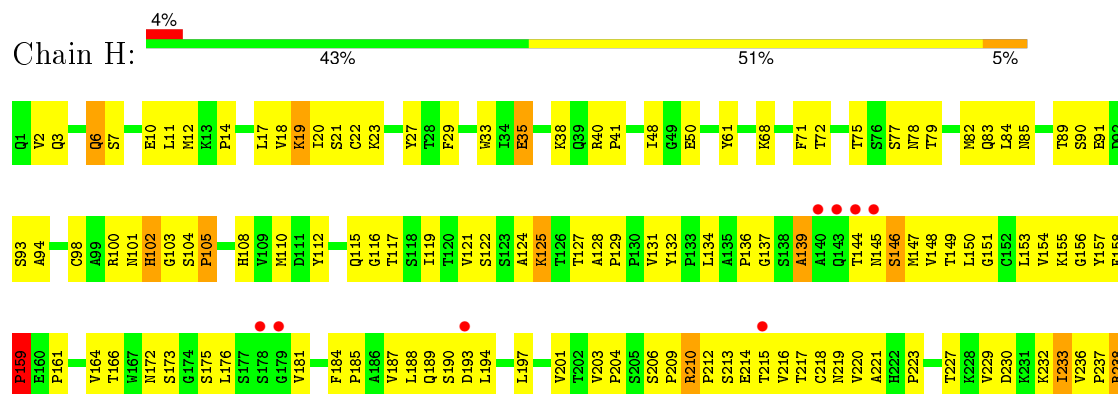 4%
Chain H: 43% 51% 5%
Q1 V2 Q3 Q6 S7 E10 L11 M12 K13 P14 L17 V18 K19 I20 S21 C22 K23 Y27 T28 F29 W33 I34 E35 K38 Q39 R40 P41 I48 G49 E50 Y61 K68 F71 T72 T75 S76 S77 N78 T79 M82 Q83 L84 N85 T89 S90 E91
S93 A94 C98 A99 R100 N101 H102 G103 S104 P105 H108 V109 M110 D111 Y112 Q115 G116 T117 S118 I119 T120 V121 S122 S123 A124 K125 T126 T127 A128 P129 P130 V131 Y132 P133 L134 A135 P136 G137 S138 A139 A140 Q143 T144 N145 S146 M147 V148 T149 L150 G151 C152 L153 V154 K155 G156 Y157
P159 E160 P161 V164 T166 W167 N172 S173 G174 S175 L176 S177 S178 G179 V181 F184 P185 A186 V187 L188 Q189 S190 D193 L194 L197 V201 T202 V203 P204 S205 S206 P209 R210 P212 S213 E214 T215 V216 T217 C218 N219 V220 A221 H222 P223 T227 K228 V229 D230 K231 K232 I233 V236 P237